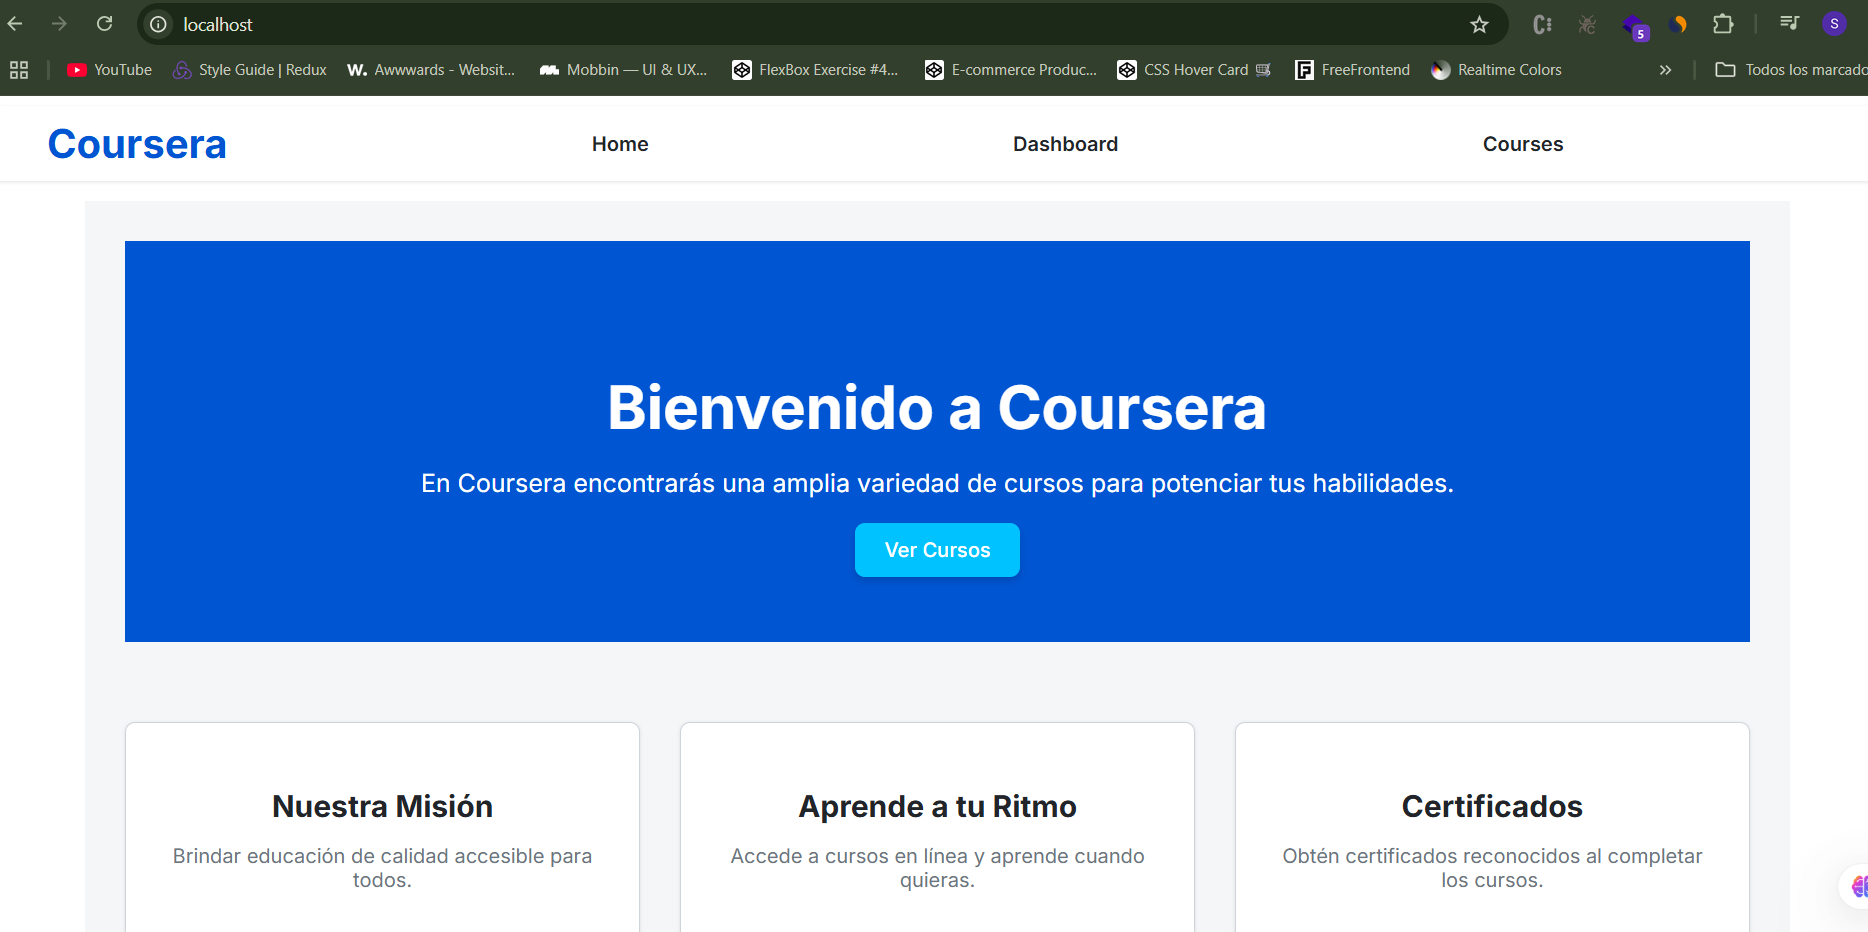 localhost
5
S
YouTube
Style Guide | Redux
W. Awwwards - Websit...
Mobbin — UI & UX...
FlexBox Exercise #4...
E-commerce Produc...
CSS Hover Card 🛒
FreeFrontend
Realtime Colors
»
Todos los marcado
Coursera
Home
Dashboard
Courses
Bienvenido a Coursera
En Coursera encontrarás una amplia variedad de cursos para potenciar tus habilidades.
Ver Cursos
Nuestra Misión
Brindar educación de calidad accesible para
todos.
Aprende a tu Ritmo
Accede a cursos en línea y aprende cuando
quieras.
Certificados
Obtén certificados reconocidos al completar
los cursos.